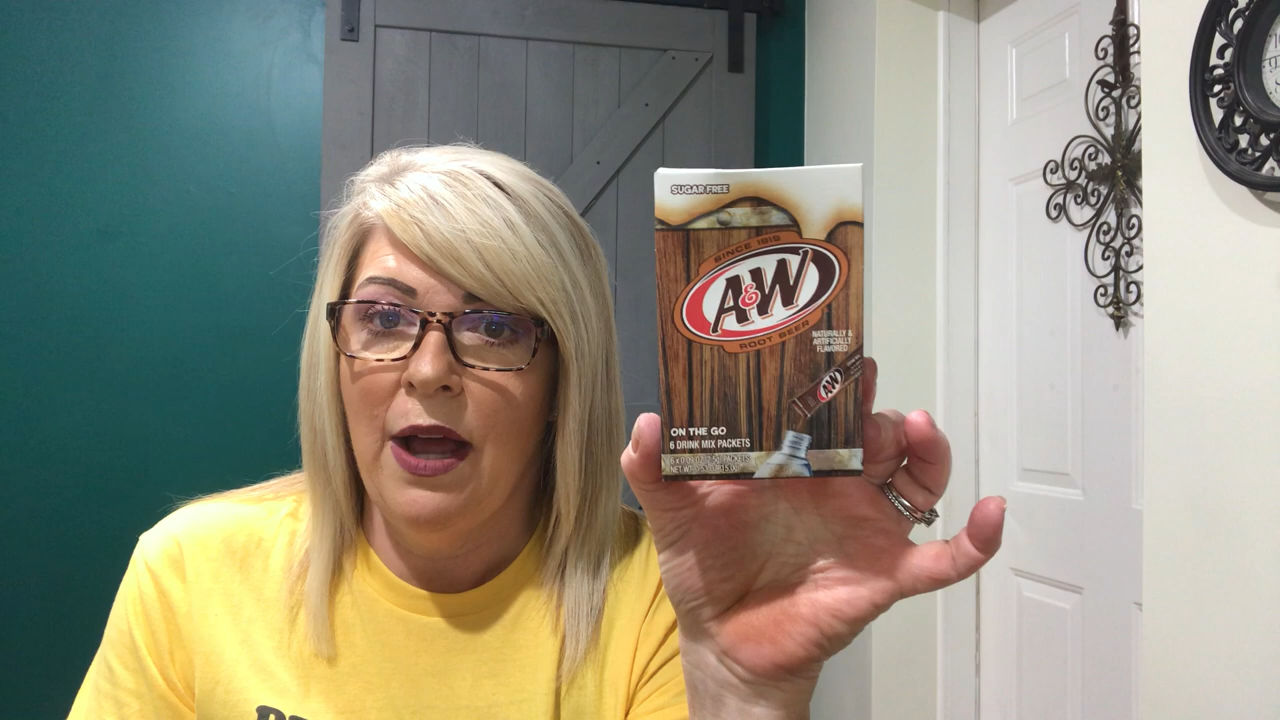 SUGAR FREE
SINCE 1919
A&W
ROOT BEER
NATURALLY &
ARTIFICIALLY
FLAVORED
A&W
ON THE GO
6 DRINK MIX PACKETS